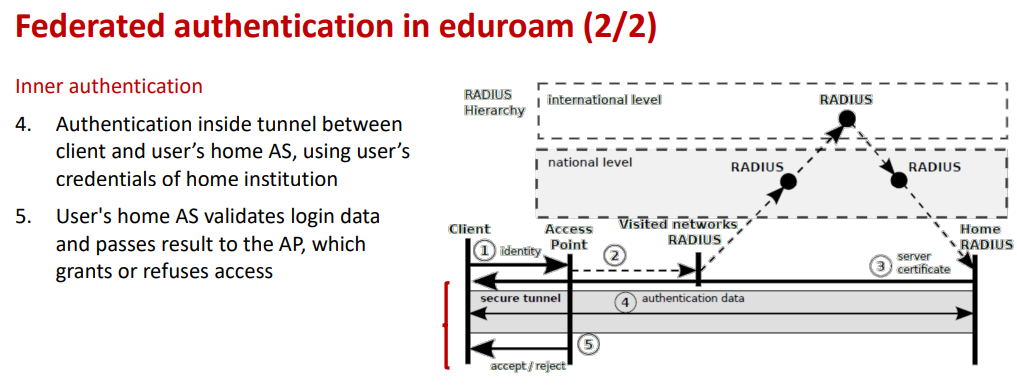 Federated authentication in eduroam (2/2)
Inner authentication
4. Authentication inside tunnel between
client and user’s home AS, using user’s
credentials of home institution
5. User's home AS validates login data
and passes result to the AP, which
grants or refuses access
RADIUS
Hierarchy
international level
RADIUS
national level
RADIUS
RADIUS
Client
Access
Point
Visited networks
RADIUS
Home
RADIUS
1 identity
2
3 server
certificate
secure tunnel
4 authentication data
5
accept / reject